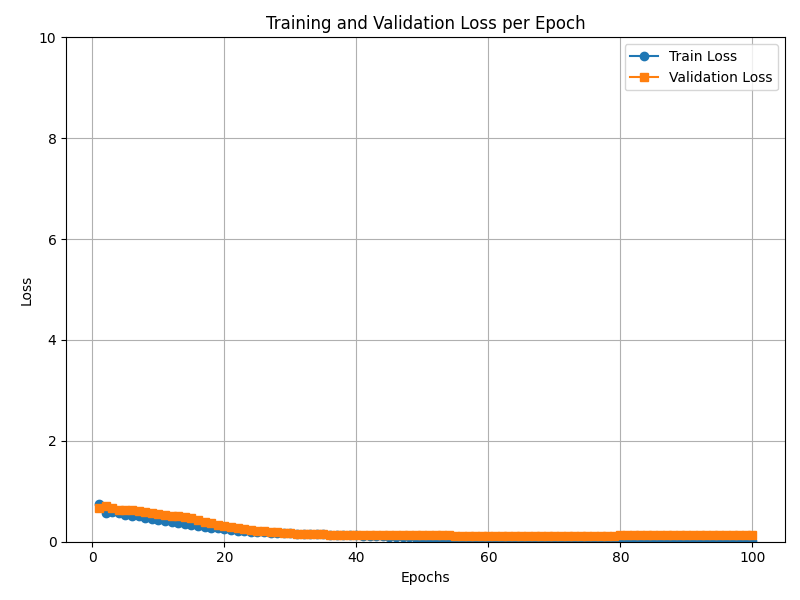 Training and Validation Loss per Epoch
Train Loss
Validation Loss
10
8
6
4
2
0
Loss
0 20 40 60 80 100
Epochs